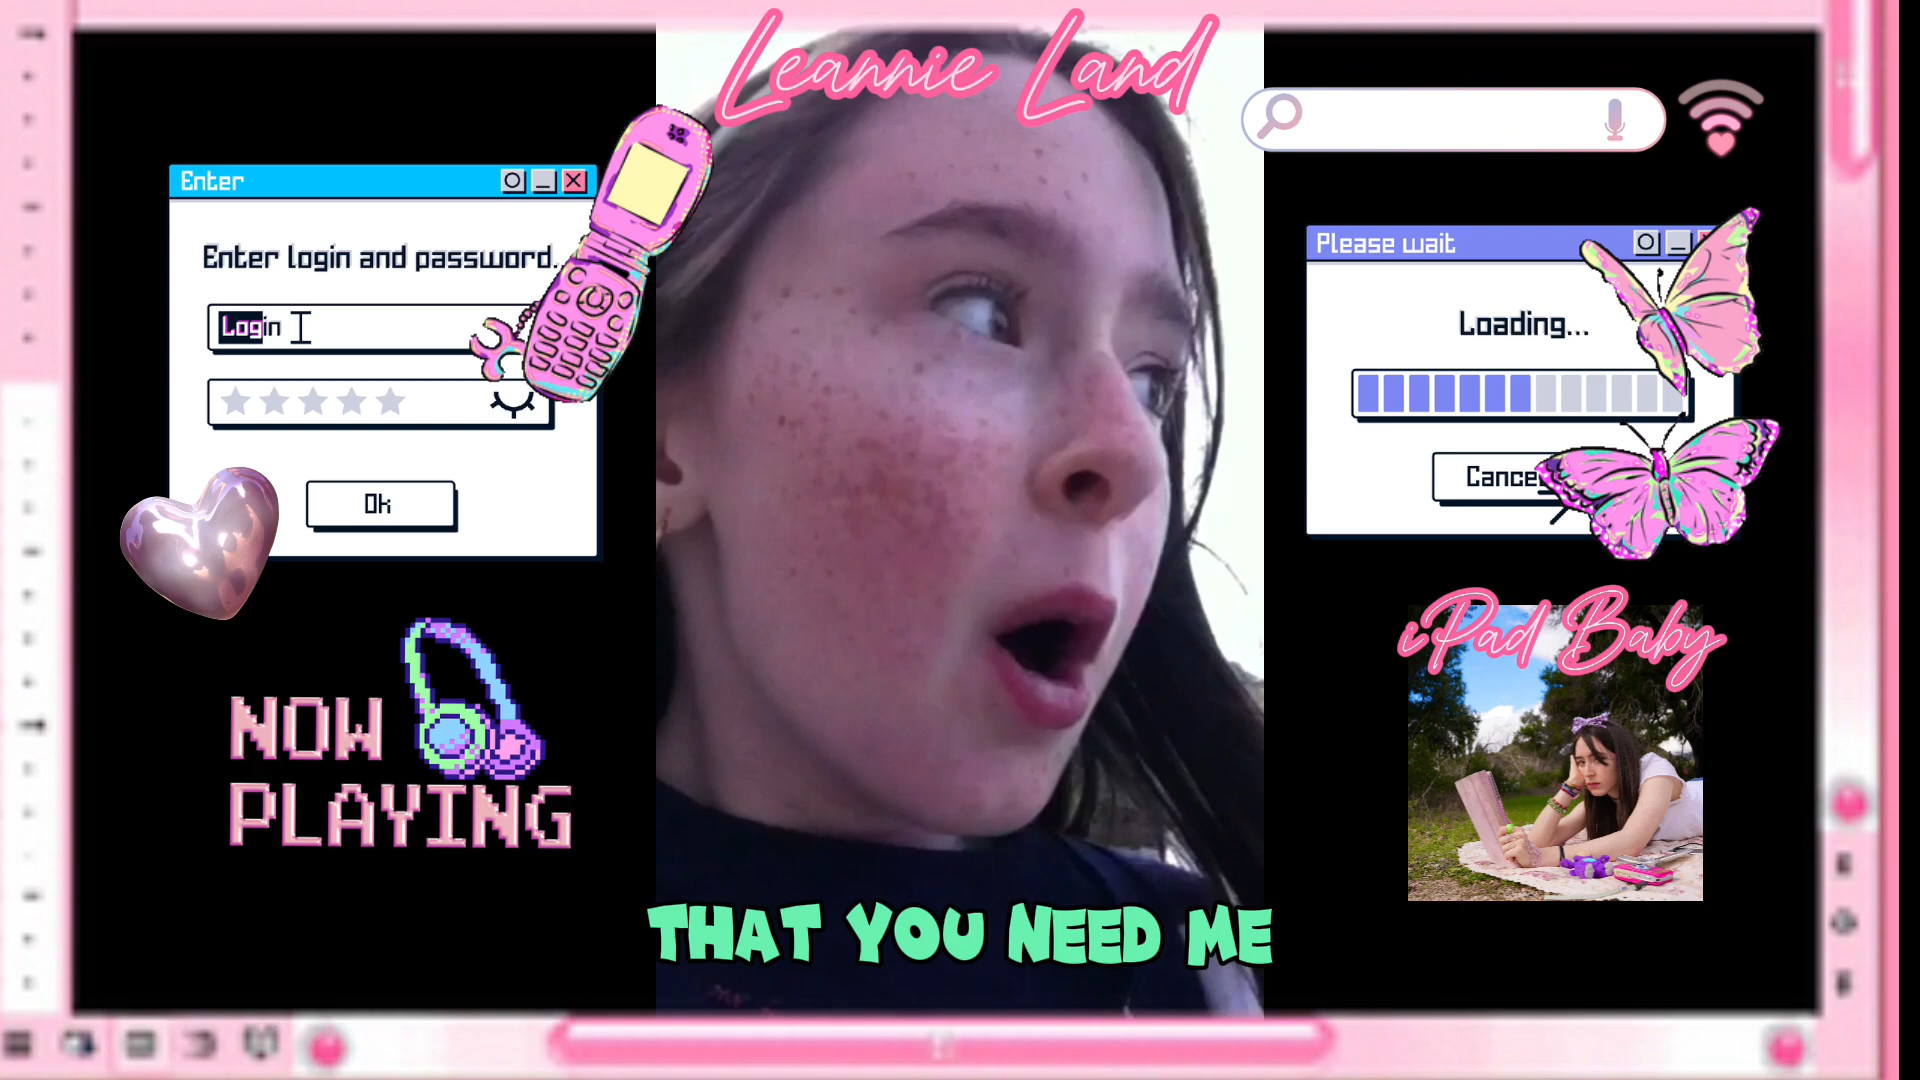 Leannie Land
Enter
Enter login and password.
Login
Ok
Please wait
Loading...
Cance
NOW
PLAYING
iPad Baby
THAT YOU NEED ME